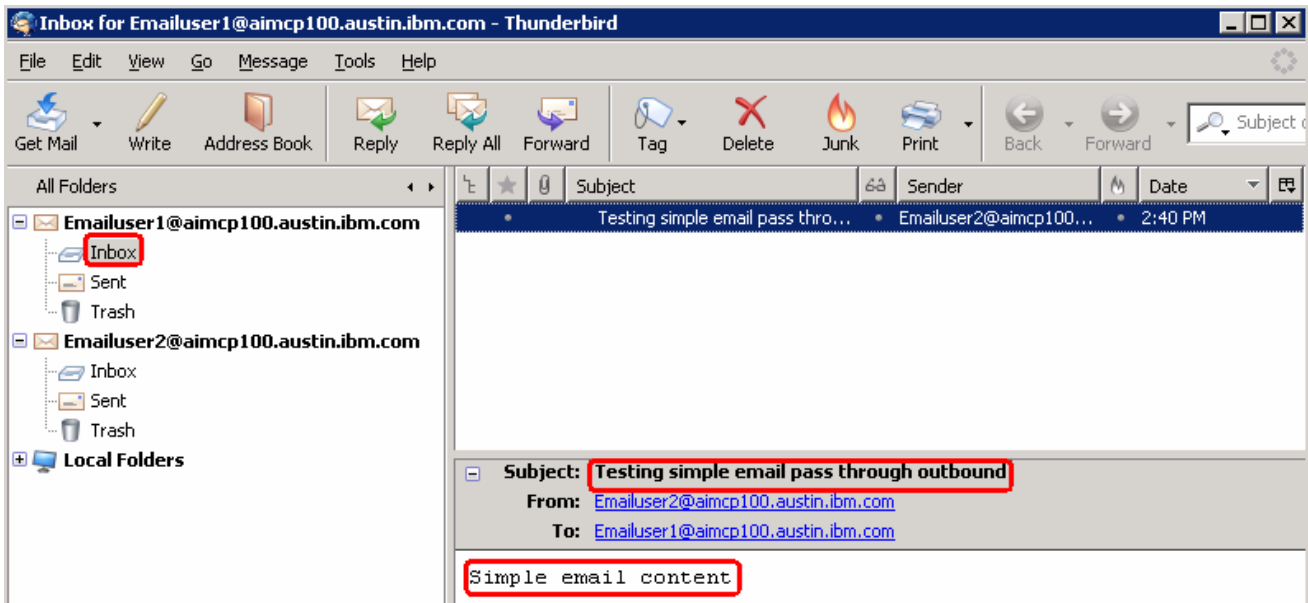 Inbox for Emailuser1@aimcp100.austin.ibm.com - Thunderbird
File Edit View Go Message Tools Help
Get Mail Write Address Book Reply Reply All Forward Tag Delete Junk Print Back Forward Subject
All Folders Subject Sender Date
Emailuser1@aimcp100.austin.ibm.com
Testing simple email pass thro... Emailuser2@aimcp100... 2:40 PM
Inbox
Sent
Trash
Emailuser2@aimcp100.austin.ibm.com
Inbox
Sent
Trash
Local Folders
Subject: Testing simple email pass through outbound
From: Emailuser2@aimcp100.austin.ibm.com
To: Emailuser1@aimcp100.austin.ibm.com
Simple email content